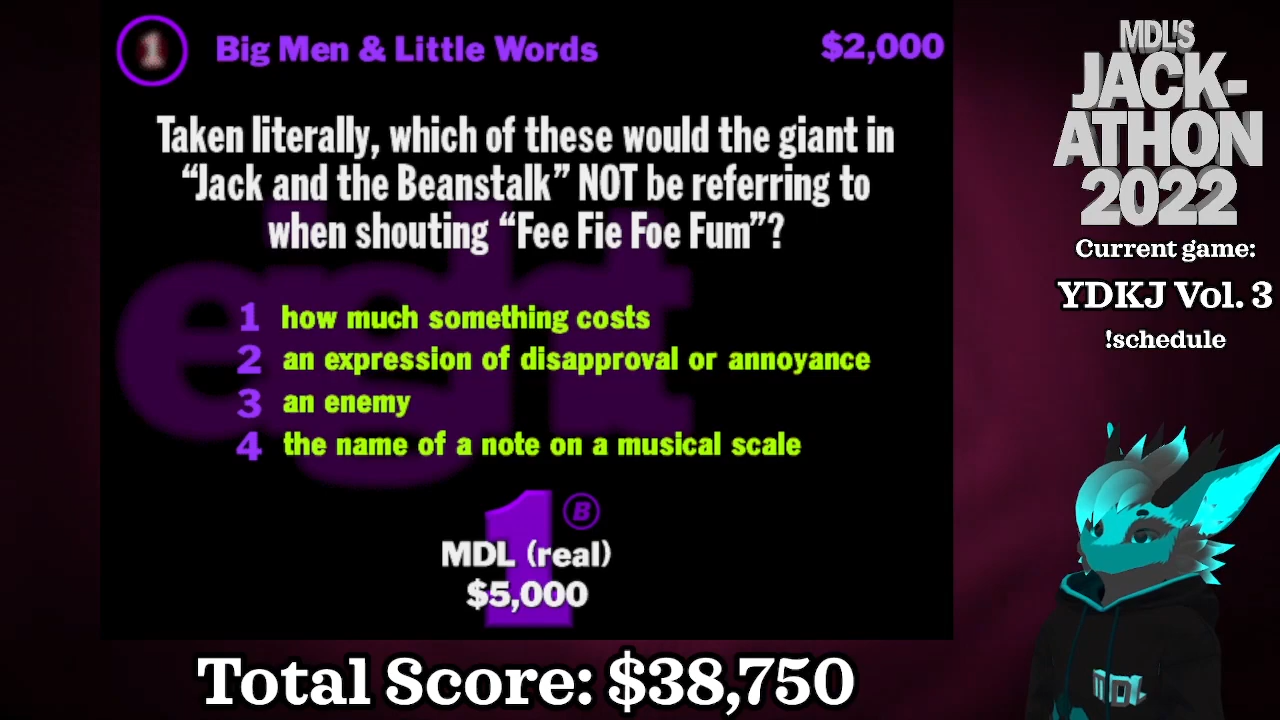 1 Big Men & Little Words $2,000
Taken literally, which of these would the giant in
“Jack and the Beanstalk” NOT be referring to
when shouting “Fee Fie Foe Fum”?
eight
1 how much something costs
2 an expression of disapproval or annoyance
3 an enemy
4 the name of a note on a musical scale
1 B
MDL (real)
$5,000
Total Score: $38,750
MDL'S
JACK-
ATHON
2022
Current game:
YDKJ Vol. 3
!schedule
MDL